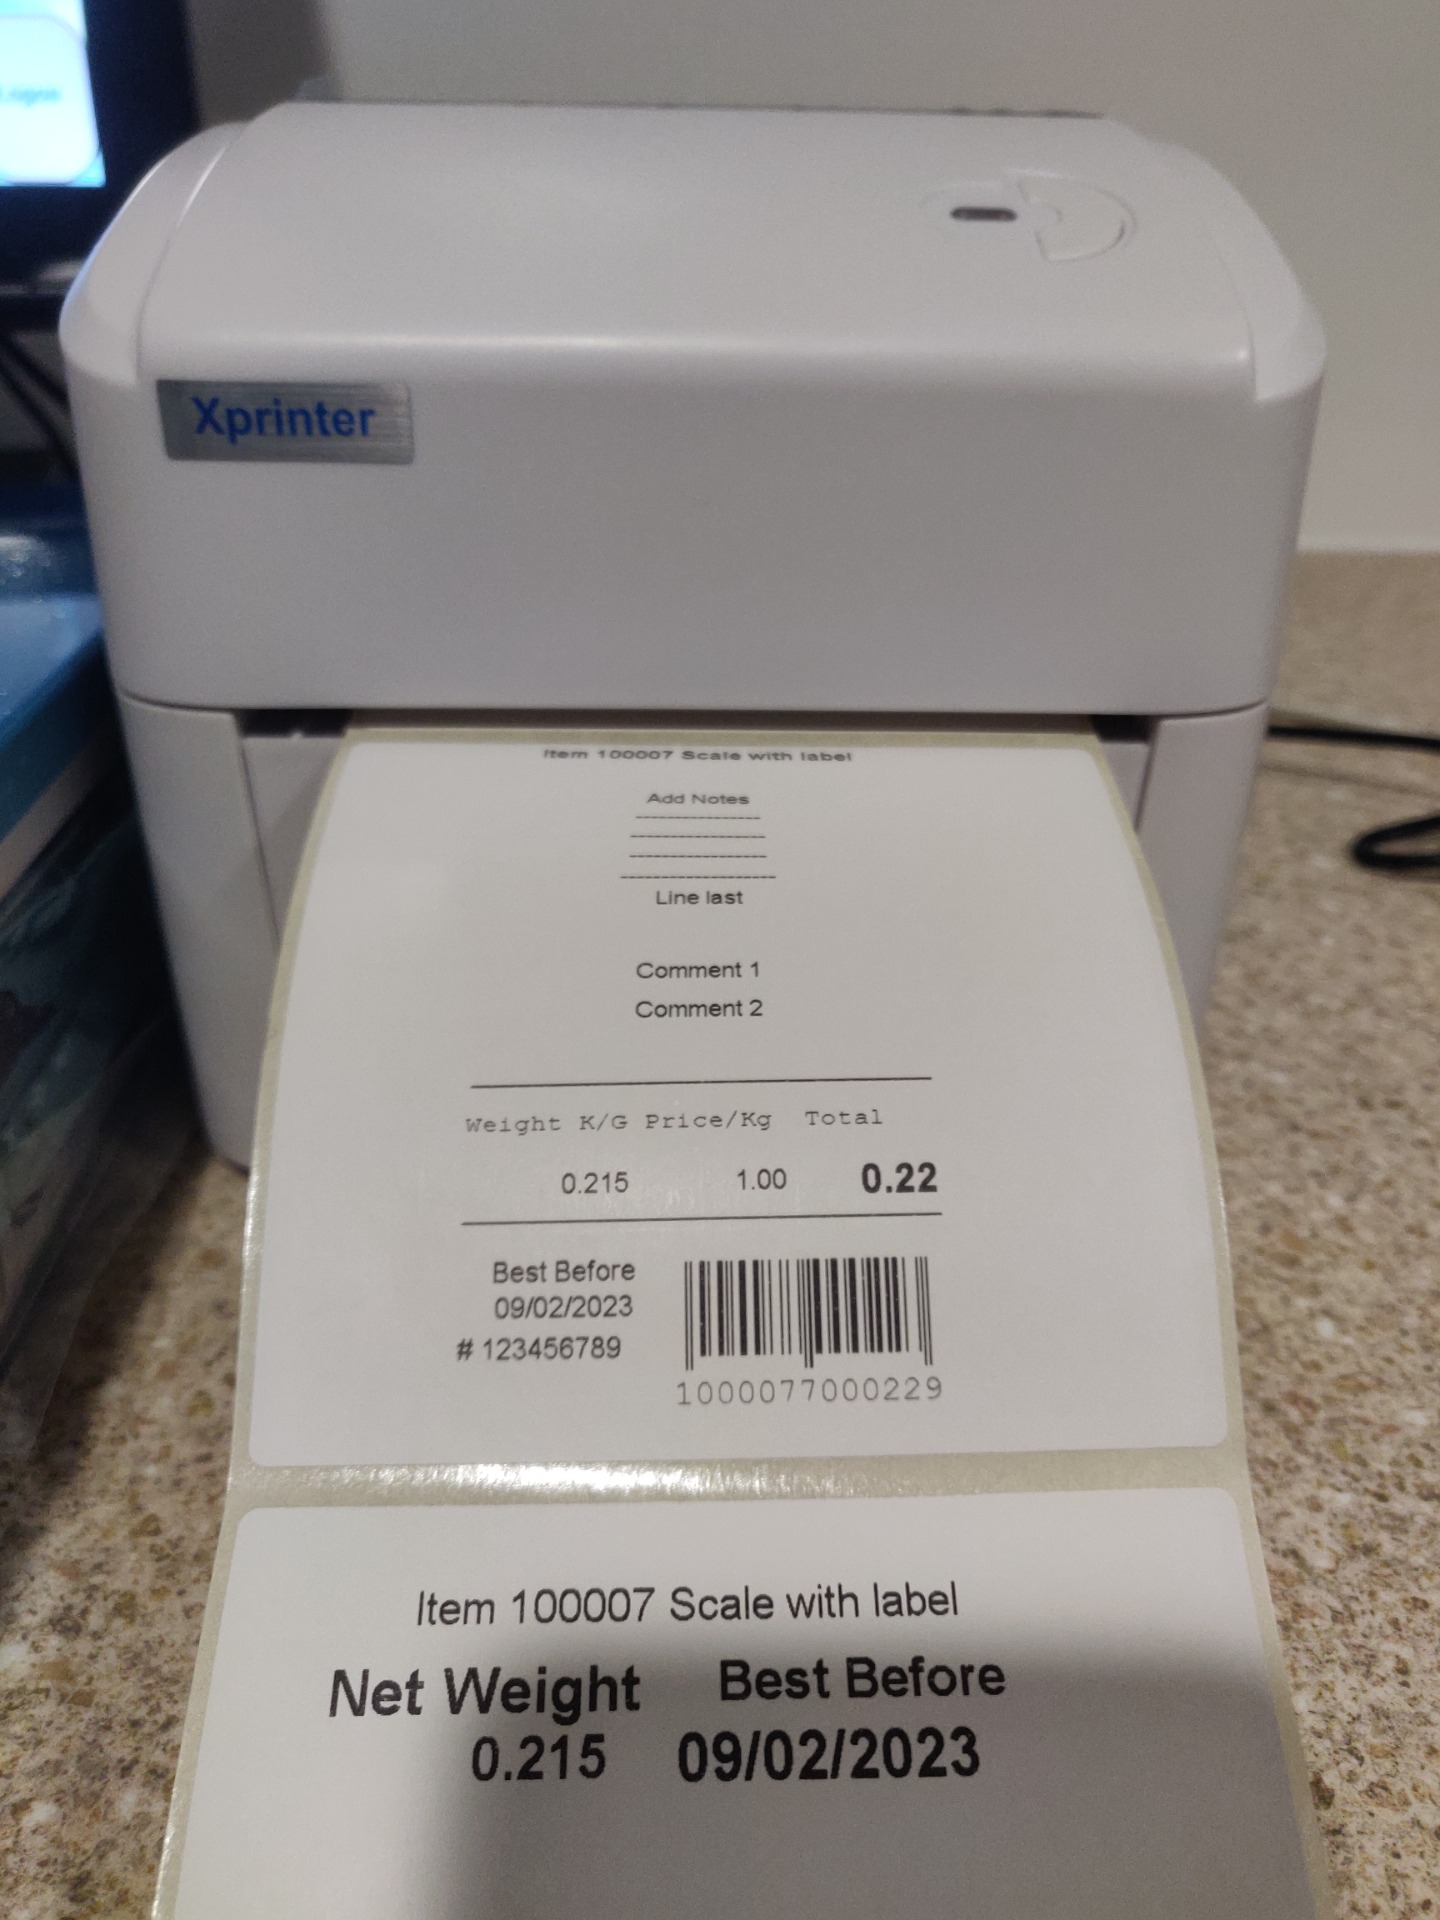 Xprinter
Item 100007 Scale with label
Add Notes
----------------
-----------------
-----------------
-------------------
Line last
Comment 1
Comment 2
Weight K/G Price/Kg Total
0.215 1.00 0.22
Best Before
09/02/2023
# 123456789
1000077000229
Item 100007 Scale with label
Net Weight Best Before
0.215 09/02/2023